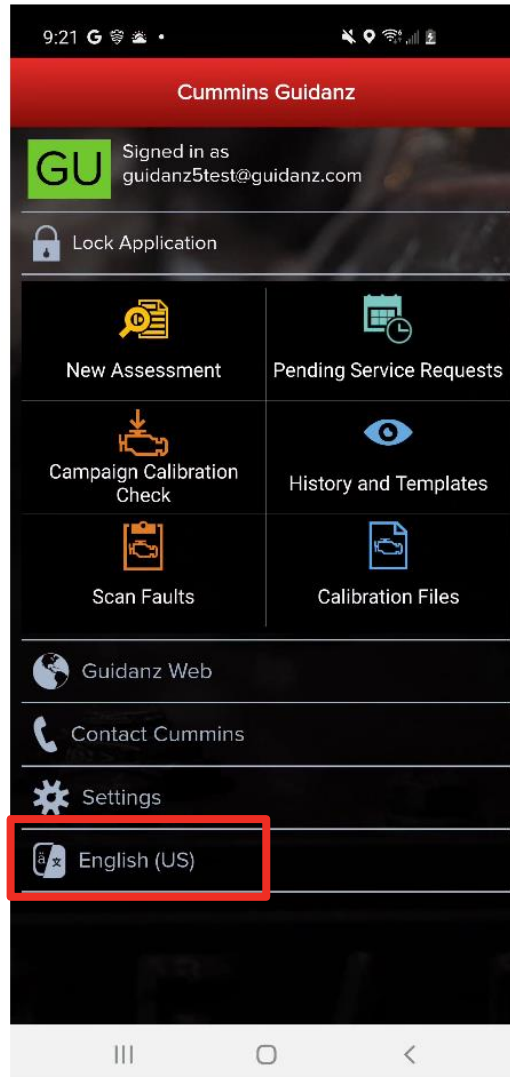 9:21 G
Cummins Guidanz
GU
Signed in as
guidanz5test@guidanz.com
Lock Application
New Assessment
Pending Service Requests
Campaign Calibration
Check
History and Templates
Scan Faults
Calibration Files
Guidanz Web
Contact Cummins
Settings
ä 文 English (US)